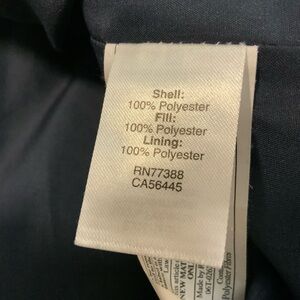 Shell:
100% Polyester
Fill:
100% Polyester
Lining:
100% Polyester
RN77388
CA56445